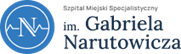 Szpital Miejski Specjalistyczny
im. Gabriela
Narutowicza